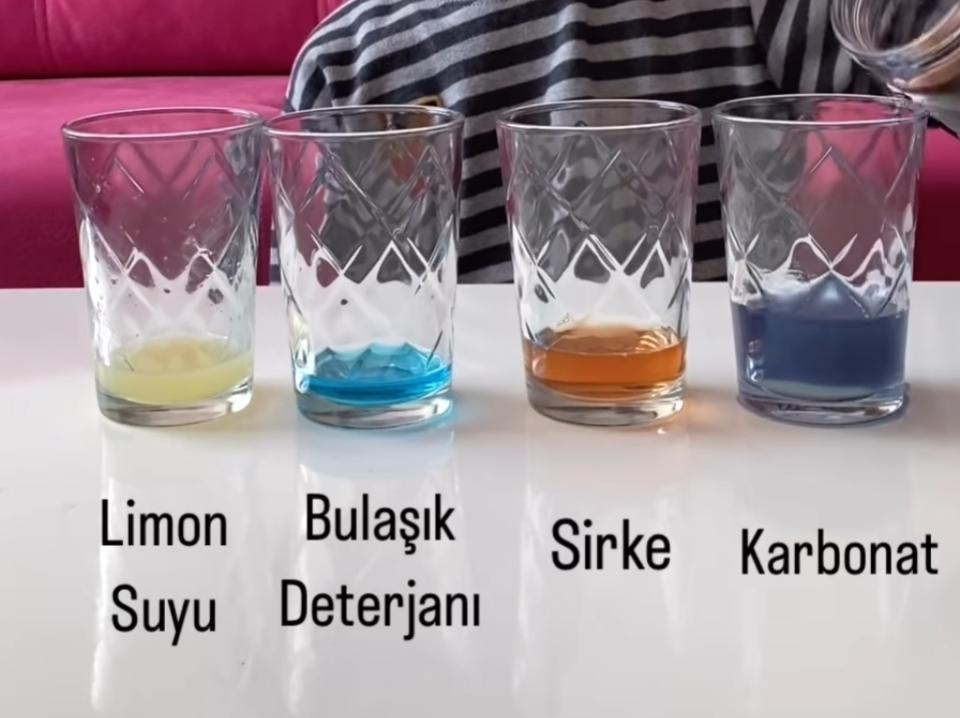 Limon
Suyu
Bulaşık
Deterjanı
Sirke
Karbonat